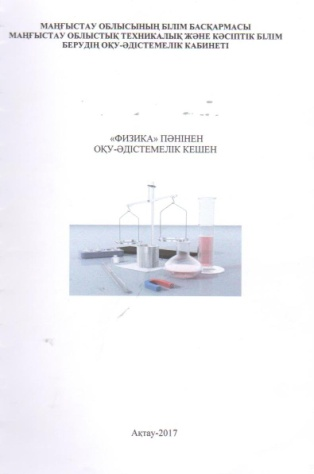 МАҢҒЫСТАУ ОБЛЫСЫНЫҢ БІЛІМ БАСҚАРМАСЫ
МАҢҒЫСТАУ ОБЛЫСТЫҚ ТЕХНИКАЛЫҚ ЖӘНЕ КӘСІПТІК БІЛІМ
БЕРУДІҢ ОҚУ-ӘДІСТЕМЕЛІК КАБИНЕТІ
«ФИЗИКА» ПӘНІНЕН
ОҚУ-ӘДІСТЕМЕЛІК КЕШЕН
Ақтау-2017